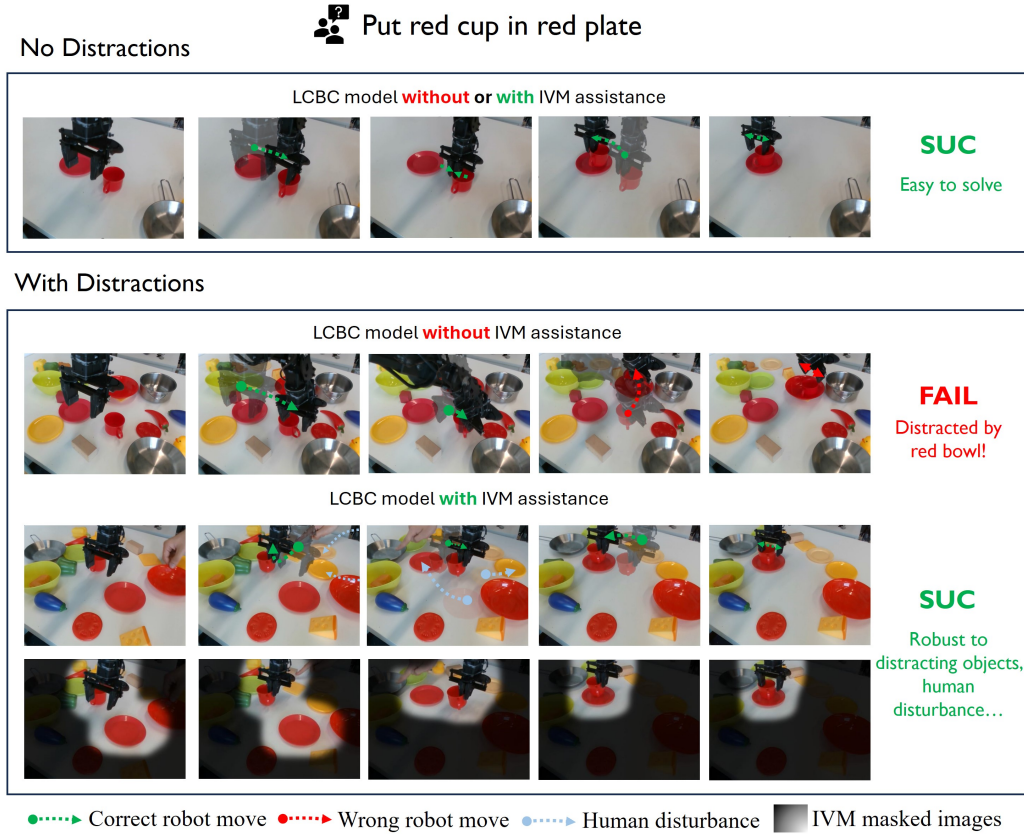 ?
Put red cup in red plate
No Distractions
LCBC model without or with IVM assistance
SUC
Easy to solve
With Distractions
LCBC model without IVM assistance
FAIL
Distracted by
red bowl!
LCBC model with IVM assistance
SUC
Robust to
distracting objects,
human
disturbance…
Correct robot move
Wrong robot move
Human disturbance
IVM masked images